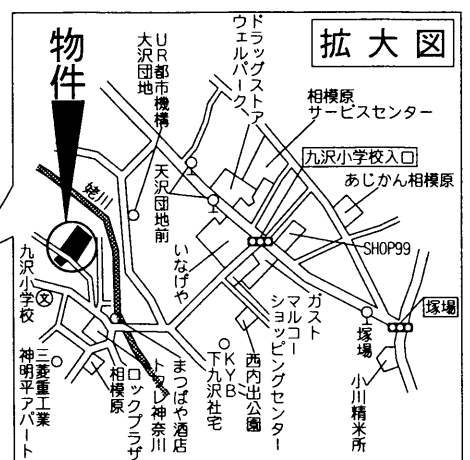 拡大図
物件
UR都市機構
大沢団地
ドラッグストア
ウェルパーク
相模原
サービスセンター
九沢小学校入口
あじかん相模原
天沢団地前
姥川
いなげや
SHOP99
九沢小学校
文
ガスト
マルコー
ショッピングセンター
塚場
塚場
小川精米所
西内出公園
KYB
下九沢社宅
まつばや酒店
トタレ神奈川
ロックプラザ
相模原
三菱重工業
神明平アパート